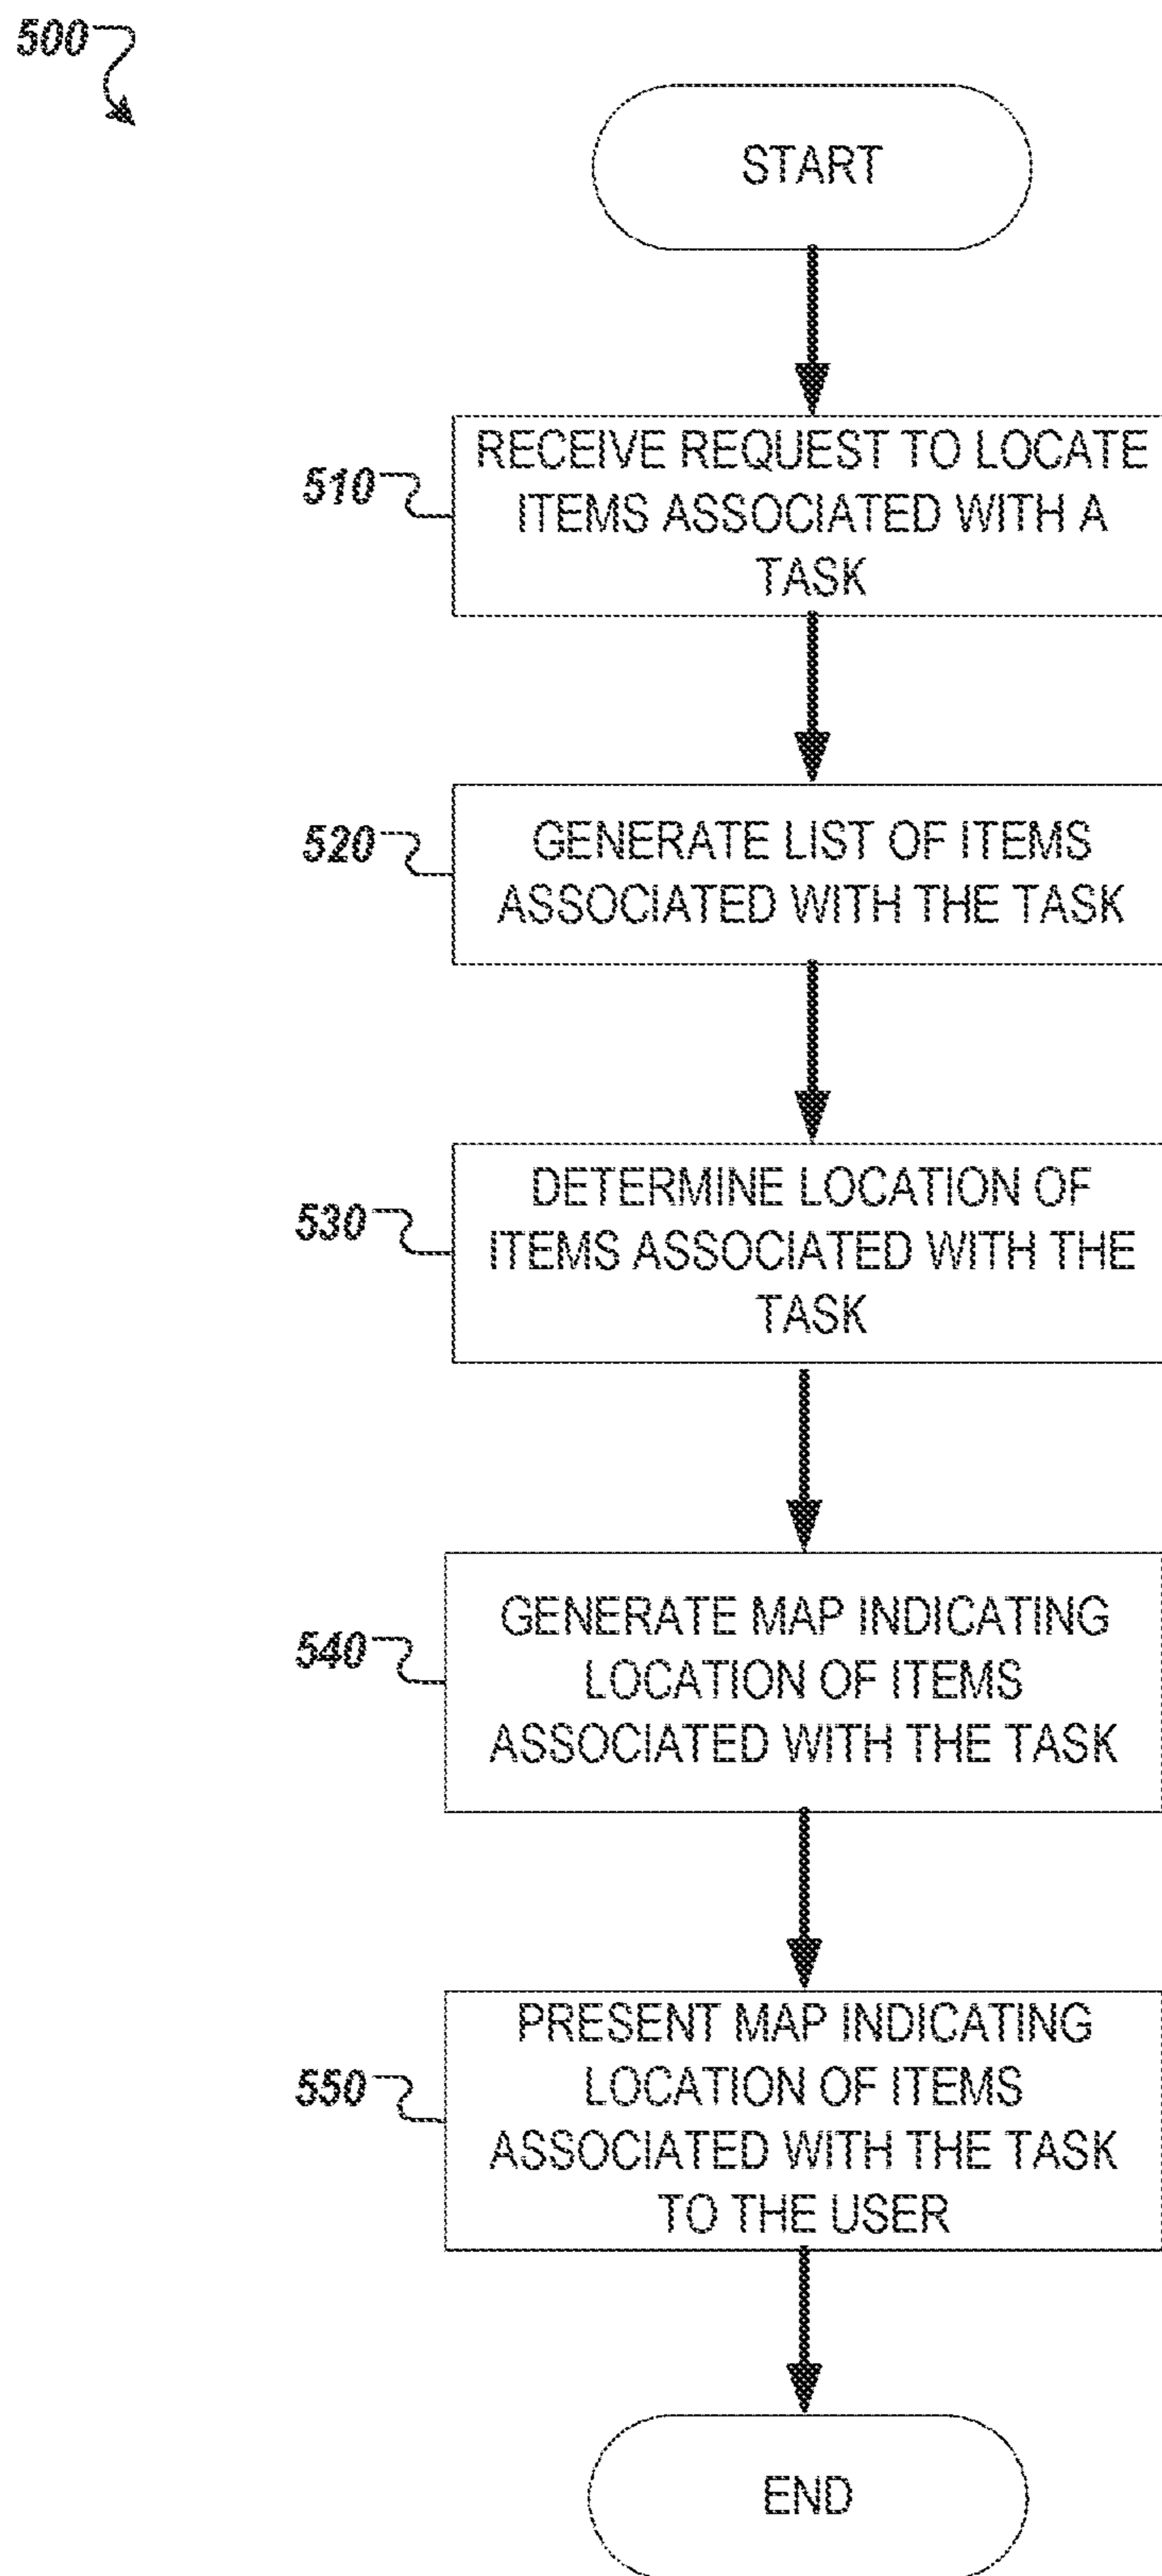 500
START
510
RECEIVE REQUEST TO LOCATE
ITEMS ASSOCIATED WITH A
TASK
520
GENERATE LIST OF ITEMS
ASSOCIATED WITH THE TASK
530
DETERMINE LOCATION OF
ITEMS ASSOCIATED WITH THE
TASK
540
GENERATE MAP INDICATING
LOCATION OF ITEMS
ASSOCIATED WITH THE TASK
550
PRESENT MAP INDICATING
LOCATION OF ITEMS
ASSOCIATED WITH THE TASK
TO THE USER
END